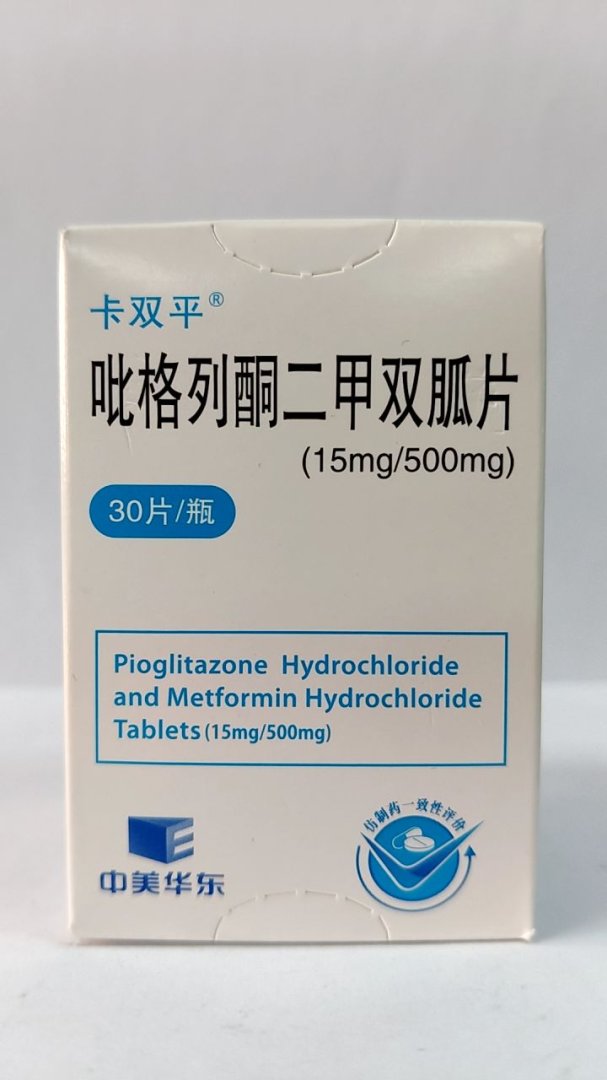 卡双平®
吡格列酮二甲双胍片
(15mg/500mg)
30片/瓶
Pioglitazone Hydrochloride
and Metformin Hydrochloride
Tablets (15mg/500mg)
仿制药一致性评价
中美华东